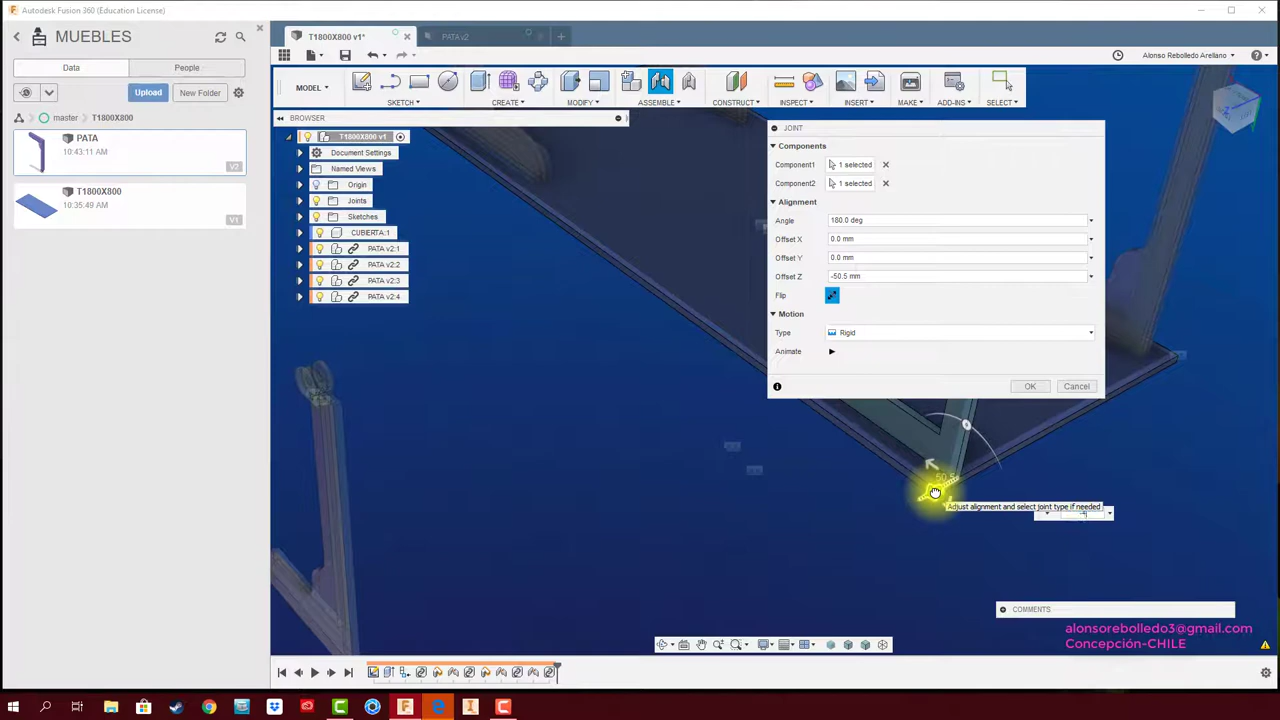 Autodesk Fusion 360 (Education License)
MUEBLES
T1800X800 v1*
PATA v2
Data
People
Alonso Rebolledo Arellano
Upload
New Folder
MODEL
SKETCH
CREATE
MODIFY
ASSEMBLE
CONSTRUCT
INSPECT
INSERT
MAKE
ADD-INS
SELECT
master
T1800X800
BROWSER
PATA
10:43:11 AM
V2
T1800X800
10:35:49 AM
V1
T1800X800 v1
Document Settings
Named Views
Origin
Joints
Sketches
CUBIERTA:1
PATA v2:1
PATA v2:2
PATA v2:3
PATA v2:4
JOINT
Components
Component1
1 selected
Component2
1 selected
Alignment
Angle
180.0 deg
Offset X
0.0 mm
Offset Y
0.0 mm
Offset Z
-50.5 mm
Flip
Motion
Type
Rigid
Animate
OK
Cancel
Adjust alignment and select joint type if needed
COMMENTS
alonsorebolledo3@gmail.com
Concepción-CHILE